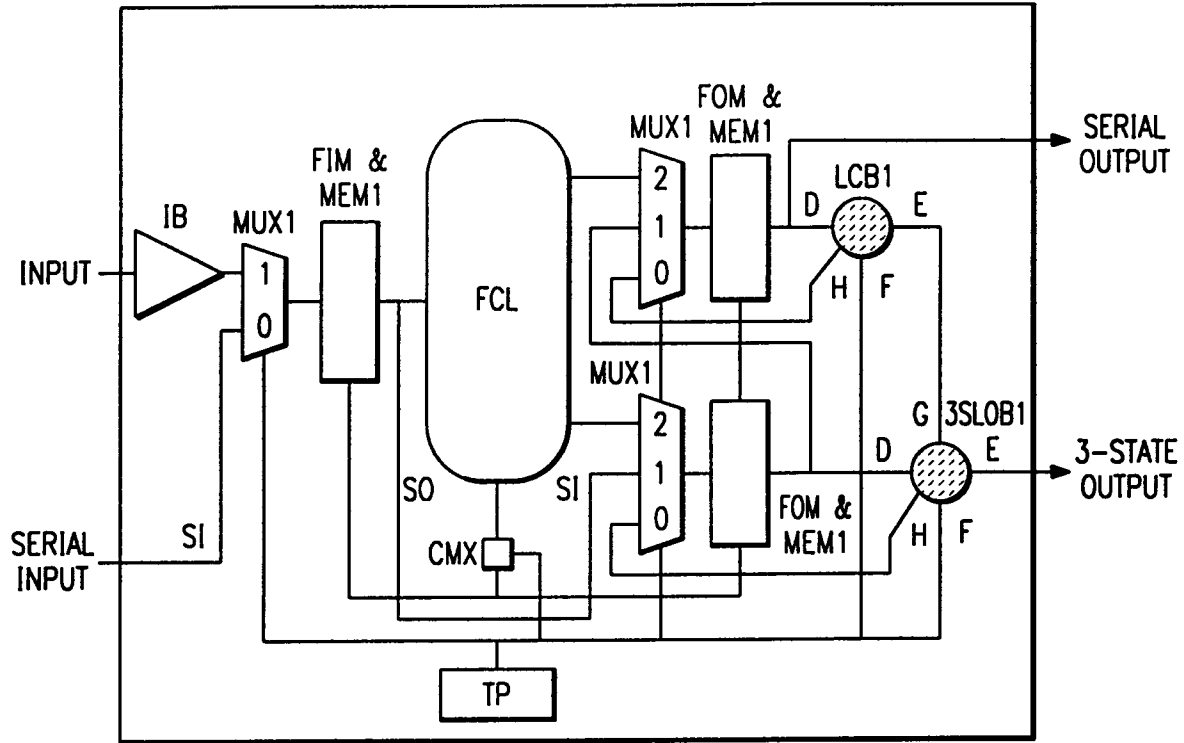 FOM &
MEM1
MUX1
SERIAL
OUTPUT
FIM &
MEM1
2
LCB1
IB
MUX1
D
E
1
INPUT
1
0
H
F
FCL
0
MUX1
G
3SLOB1
2
D
E
3-STATE
OUTPUT
SO
SI
1
FOM &
MEM1
0
H
F
SERIAL
INPUT
SI
CMX
TP